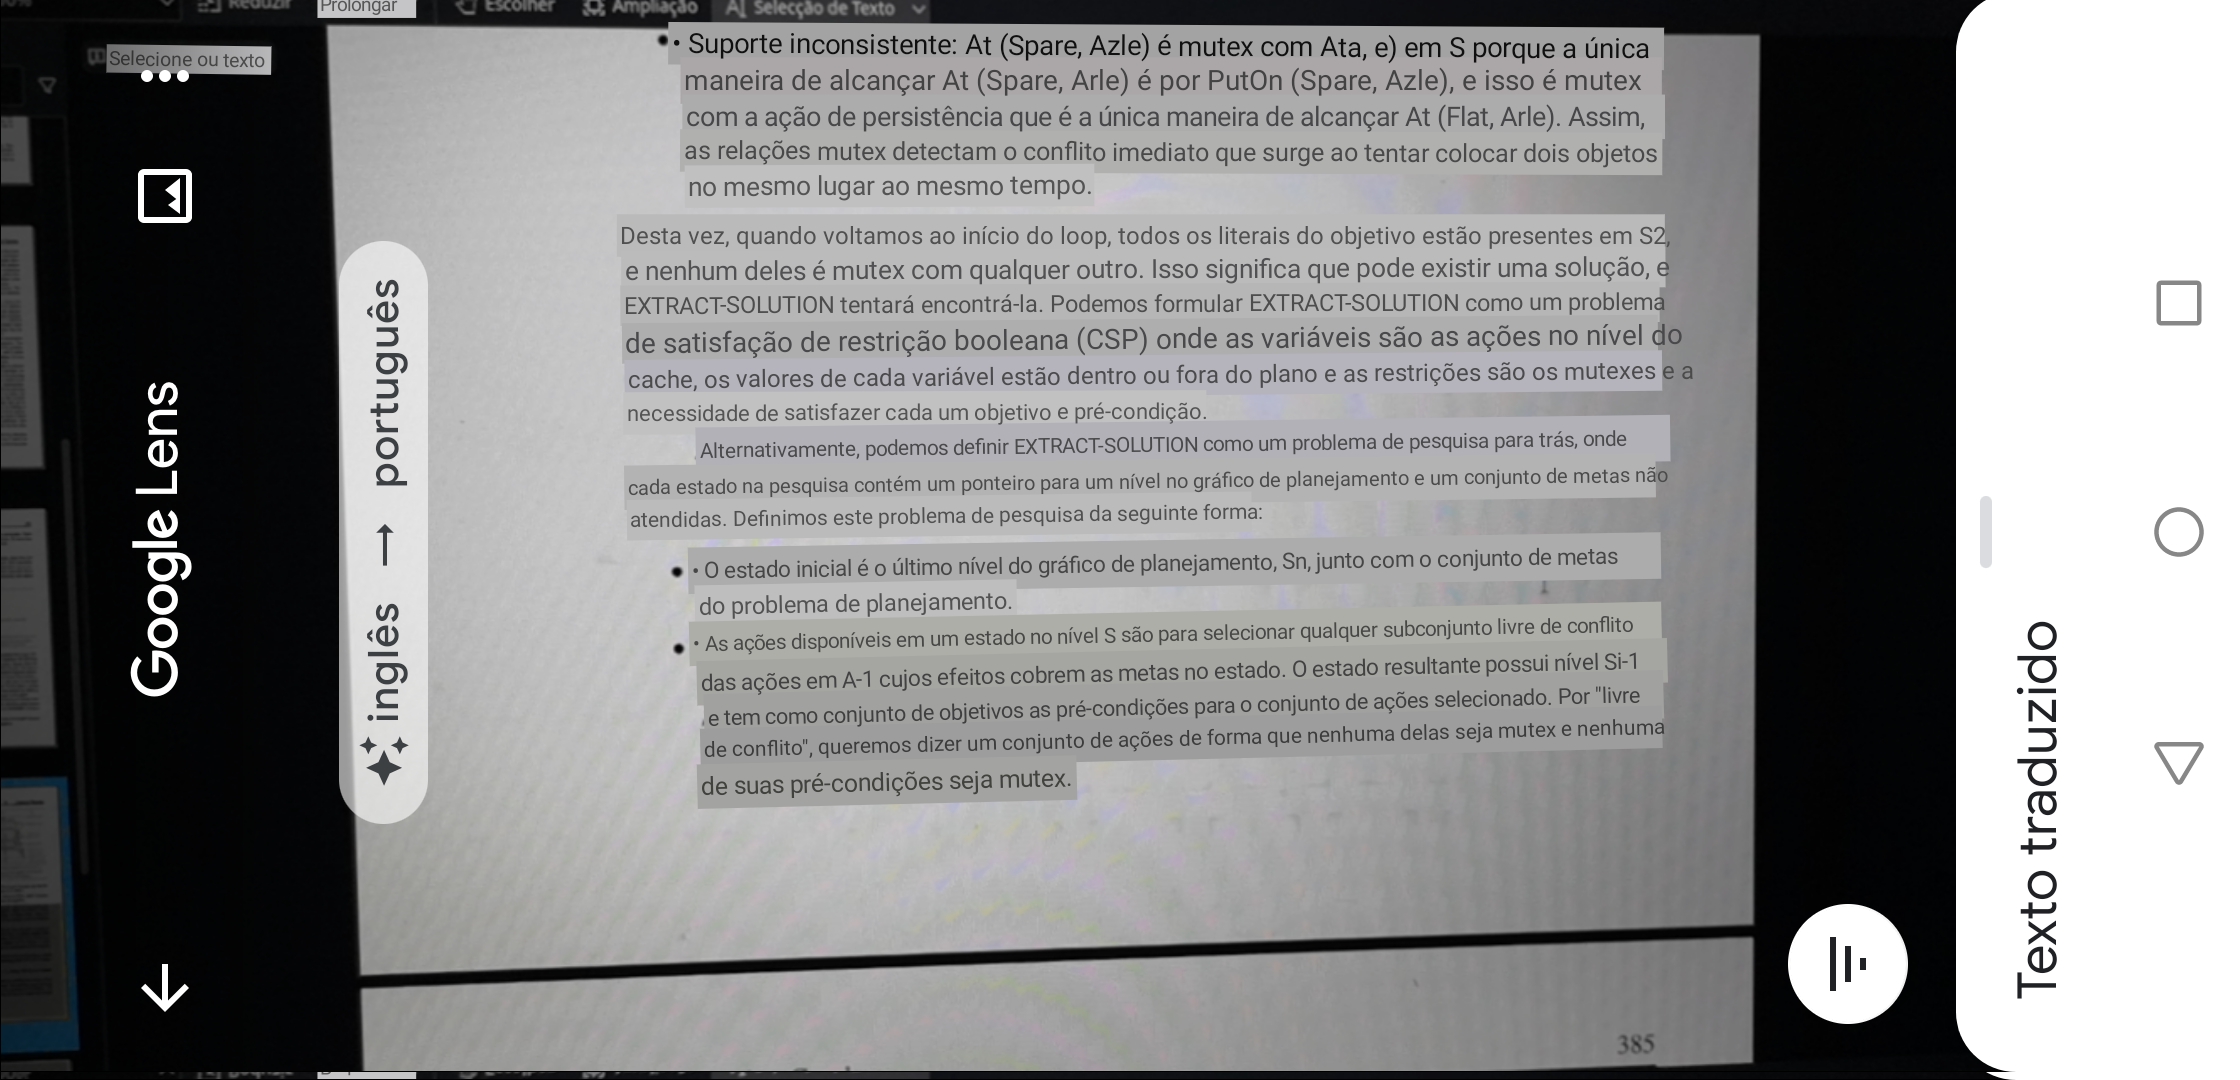 Reduzir
Prolongar
Escolher
Ampliação
Selecção de Texto
Selecione ou texto
• Suporte inconsistente: At (Spare, Azle) é mutex com Ata, e) em S porque a única
maneira de alcançar At (Spare, Arle) é por PutOn (Spare, Azle), e isso é mutex
com a ação de persistência que é a única maneira de alcançar At (Flat, Arle). Assim,
as relações mutex detectam o conflito imediato que surge ao tentar colocar dois objetos
no mesmo lugar ao mesmo tempo.
Desta vez, quando voltamos ao início do loop, todos os literais do objetivo estão presentes em S2,
e nenhum deles é mutex com qualquer outro. Isso significa que pode existir uma solução, e
EXTRACT-SOLUTION tentará encontrá-la. Podemos formular EXTRACT-SOLUTION como um problema
de satisfação de restrição booleana (CSP) onde as variáveis são as ações no nível do
cache, os valores de cada variável estão dentro ou fora do plano e as restrições são os mutexes e a
necessidade de satisfazer cada um objetivo e pré-condição.
Alternativamente, podemos definir EXTRACT-SOLUTION como um problema de pesquisa para trás, onde
cada estado na pesquisa contém um ponteiro para um nível no gráfico de planejamento e um conjunto de metas não
atendidas. Definimos este problema de pesquisa da seguinte forma:
• O estado inicial é o último nível do gráfico de planejamento, Sn, junto com o conjunto de metas
do problema de planejamento.
• As ações disponíveis em um estado no nível S são para selecionar qualquer subconjunto livre de conflito
das ações em A-1 cujos efeitos cobrem as metas no estado. O estado resultante possui nível Si-1
e tem como conjunto de objetivos as pré-condições para o conjunto de ações selecionado. Por "livre
de conflito", queremos dizer um conjunto de ações de forma que nenhuma delas seja mutex e nenhuma
de suas pré-condições seja mutex.
385
Google Lens
inglês → português
Texto traduzido